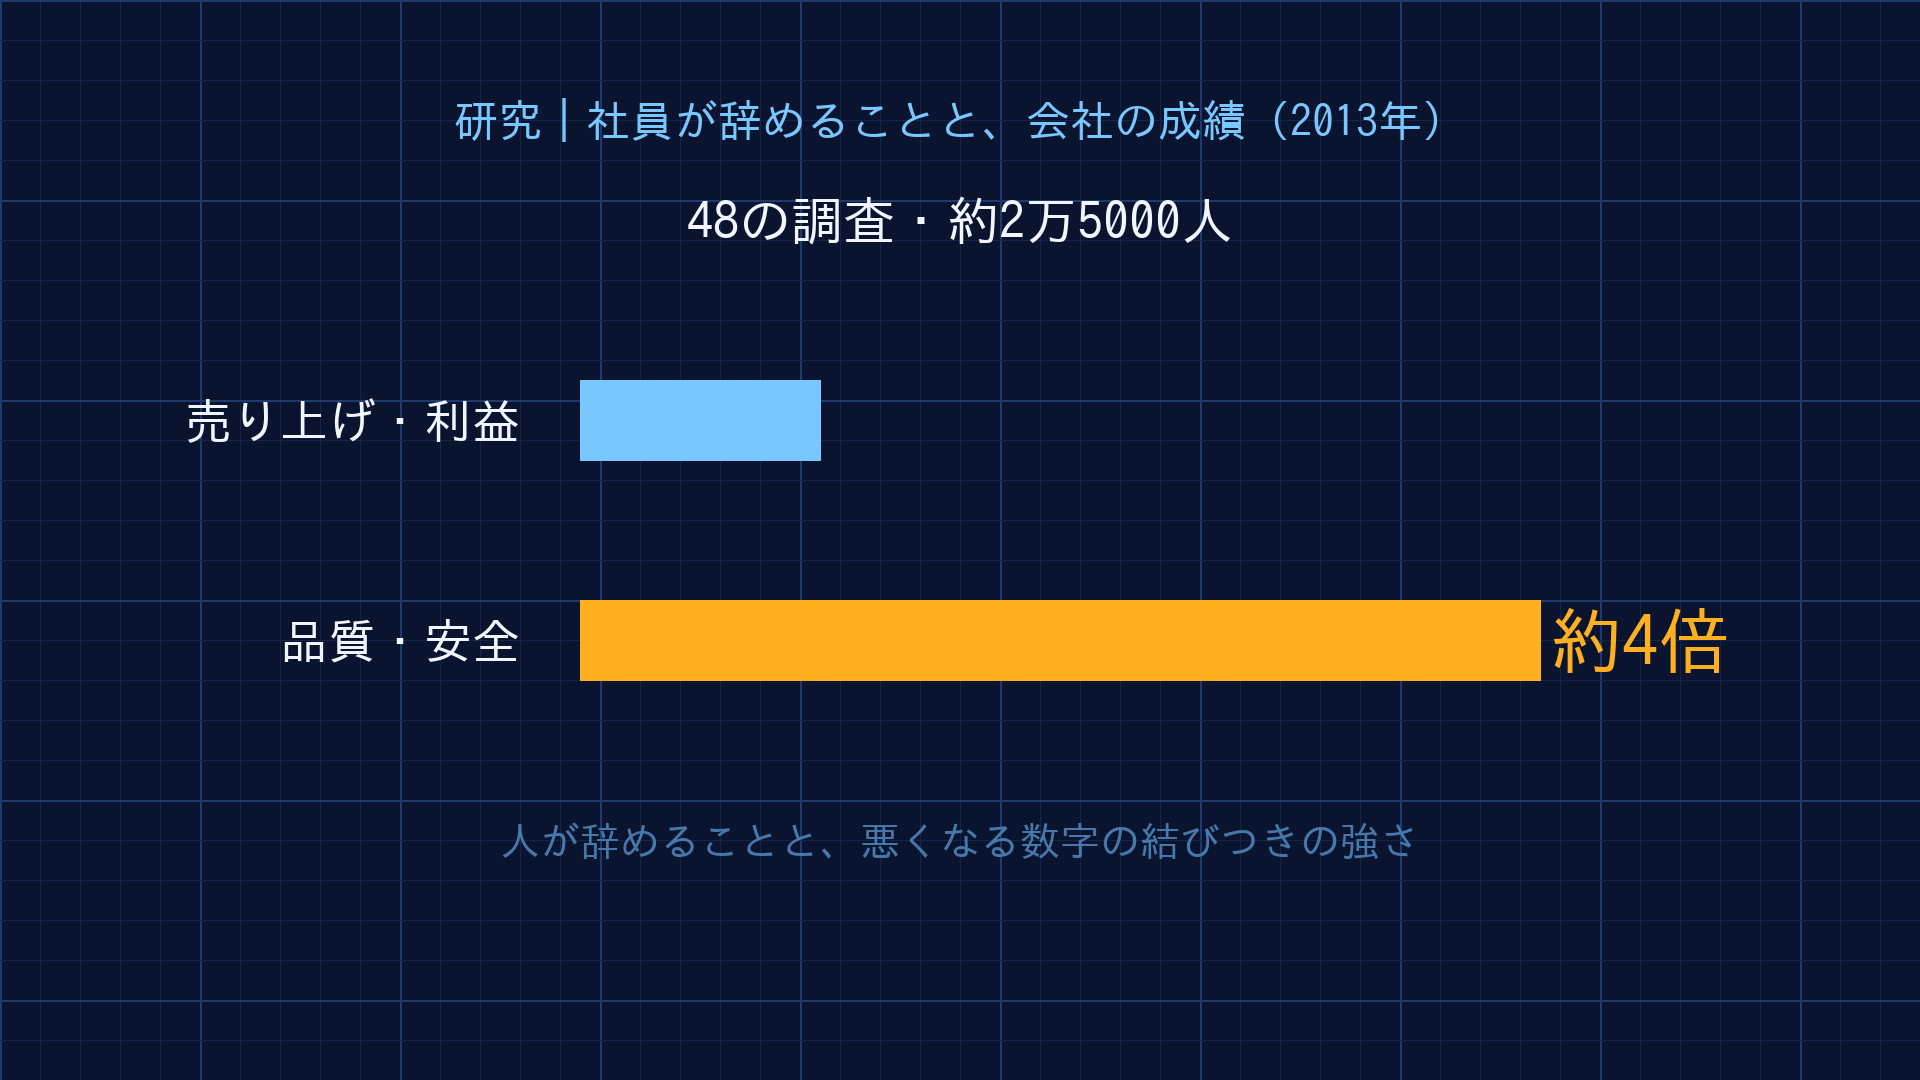 研究｜社員が辞めることと、会社の成績（2013年）
48の調査・約2万5000人
売り上げ・利益
品質・安全
約4倍
人が辞めることと、悪くなる数字の結びつきの強さ